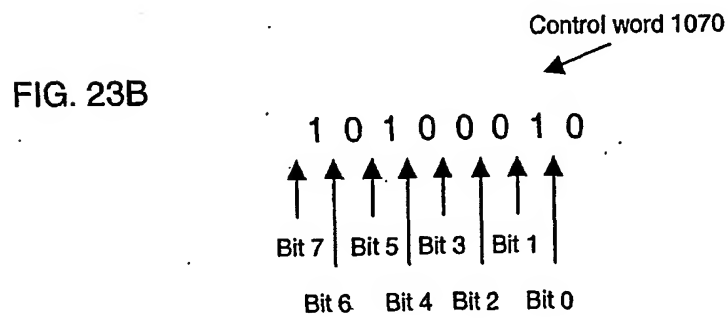 Control word 1070
FIG. 23B
1 0 1 0 0 0 1 0
Bit 7 Bit 5 Bit 3 Bit 1
Bit 6 Bit 4 Bit 2 Bit 0